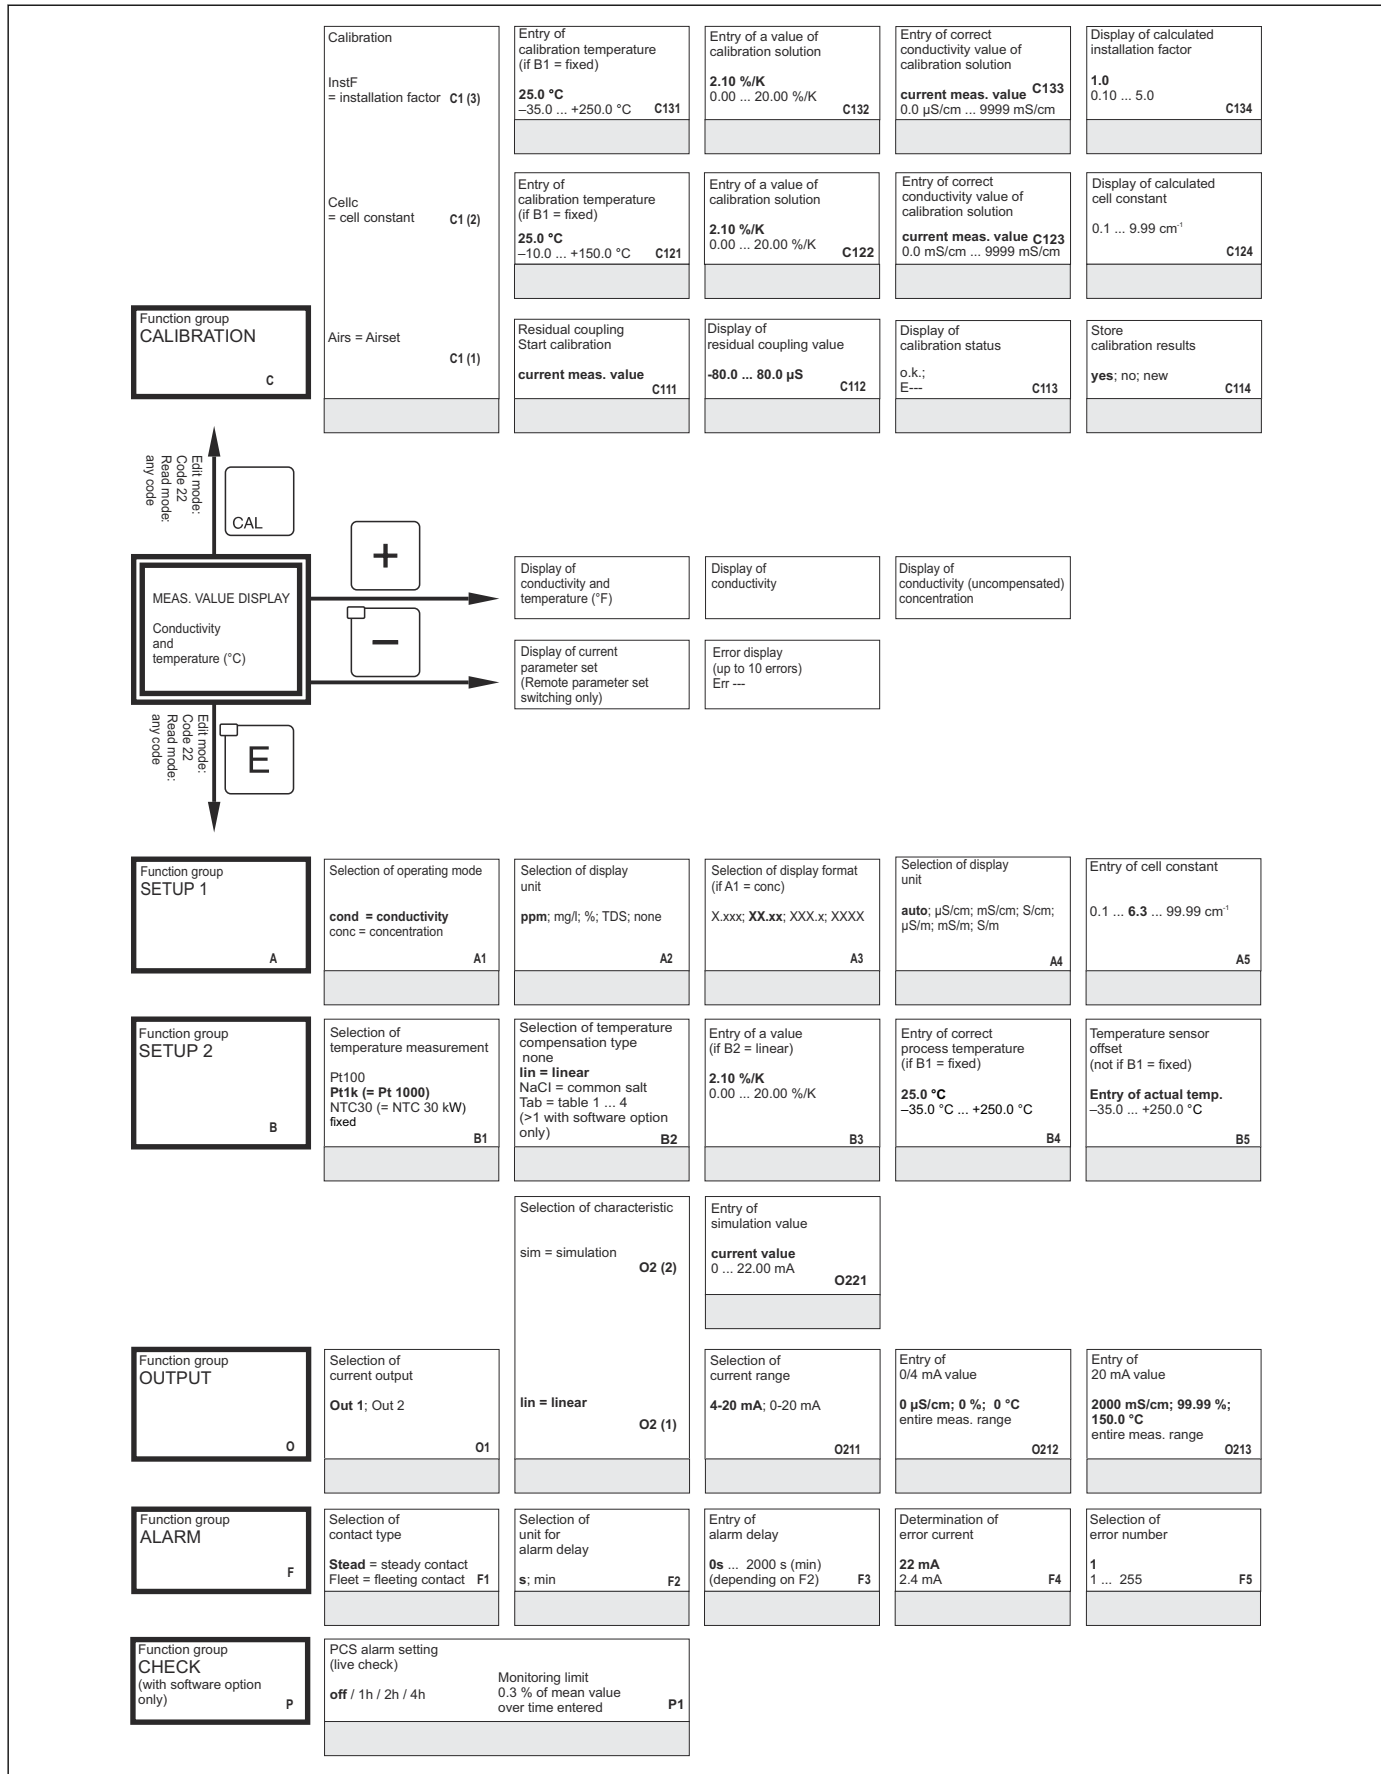 Calibration
InstF
= installation factor C1 (3)
Entry of
calibration temperature
(if B1 = fixed)
25.0 °C
–35.0 ... +250.0 °C C131
Entry of a value of
calibration solution
2.10 %/K
0.00 ... 20.00 %/K
C132
Entry of correct
conductivity value of
calibration solution
current meas. value C133
0.0 µS/cm ... 9999 mS/cm
Display of calculated
installation factor
1.0
0.10 ... 5.0
C134
Cellc
= cell constant C1 (2)
Entry of
calibration temperature
(if B1 = fixed)
25.0 °C
–10.0 ... +150.0 °C C121
Entry of a value of
calibration solution
2.10 %/K
0.00 ... 20.00 %/K C122
Entry of correct
conductivity value of
calibration solution
current meas. value C123
0.0 mS/cm ... 9999 mS/cm
Display of calculated
cell constant
0.1 ... 9.99 cm⁻¹
C124
Function group
CALIBRATION
C
Airs = Airset
C1 (1)
Residual coupling
Start calibration
current meas. value
C111
Display of
residual coupling value
-80.0 ... 80.0 µS
C112
Display of
calibration status
o.k.;
E---
C113
Store
calibration results
yes; no; new
C114
Edit mode:
Code 22
Read mode:
any code
CAL
+
MEAS. VALUE DISPLAY
Conductivity
and
temperature (°C)
Display of
conductivity and
temperature (°F)
Display of
conductivity
Display of
conductivity (uncompensated)
concentration
−
Display of current
parameter set
(Remote parameter set
switching only)
Error display
(up to 10 errors)
Err ---
Edit mode:
Code 22
Read mode:
any code
E
Function group
SETUP 1
A
Selection of operating mode
cond = conductivity
conc = concentration
A1
Selection of display
unit
ppm; mg/l; %; TDS; none
A2
Selection of display format
(if A1 = conc)
X.xxx; XX.xx; XXX.x; XXXX
A3
Selection of display
unit
auto; µS/cm; mS/cm; S/cm;
µS/m; mS/m; S/m
A4
Entry of cell constant
0.1 ... 6.3 ... 99.99 cm⁻¹
A5
Function group
SETUP 2
B
Selection of
temperature measurement
Pt100
Pt1k (= Pt 1000)
NTC30 (= NTC 30 kW)
fixed
B1
Selection of temperature
compensation type
none
lin = linear
NaCl = common salt
Tab = table 1 ... 4
(>1 with software option
only)
B2
Entry of a value
(if B2 = linear)
2.10 %/K
0.00 ... 20.00 %/K
B3
Entry of correct
process temperature
(if B1 = fixed)
25.0 °C
–35.0 °C ... +250.0 °C
B4
Temperature sensor
offset
(not if B1 = fixed)
Entry of actual temp.
–35.0 ... +250.0 °C
B5
Selection of characteristic
sim = simulation
O2 (2)
Entry of
simulation value
current value
0 ... 22.00 mA
O221
Function group
OUTPUT
O
Selection of
current output
Out 1; Out 2
O1
lin = linear
O2 (1)
Selection of
current range
4-20 mA; 0-20 mA
O211
Entry of
0/4 mA value
0 µS/cm; 0 %; 0 °C
entire meas. range
O212
Entry of
20 mA value
2000 mS/cm; 99.99 %;
150.0 °C
entire meas. range
O213
Function group
ALARM
F
Selection of
contact type
Stead = steady contact
Fleet = fleeting contact F1
Selection of
unit for
alarm delay
s; min F2
Entry of
alarm delay
0s ... 2000 s (min)
(depending on F2) F3
Determination of
error current
22 mA
2.4 mA F4
Selection of
error number
1
1 ... 255 F5
Function group
CHECK
(with software option
only)
P
PCS alarm setting
(live check)
off / 1h / 2h / 4h
Monitoring limit
0.3 % of mean value
over time entered
P1